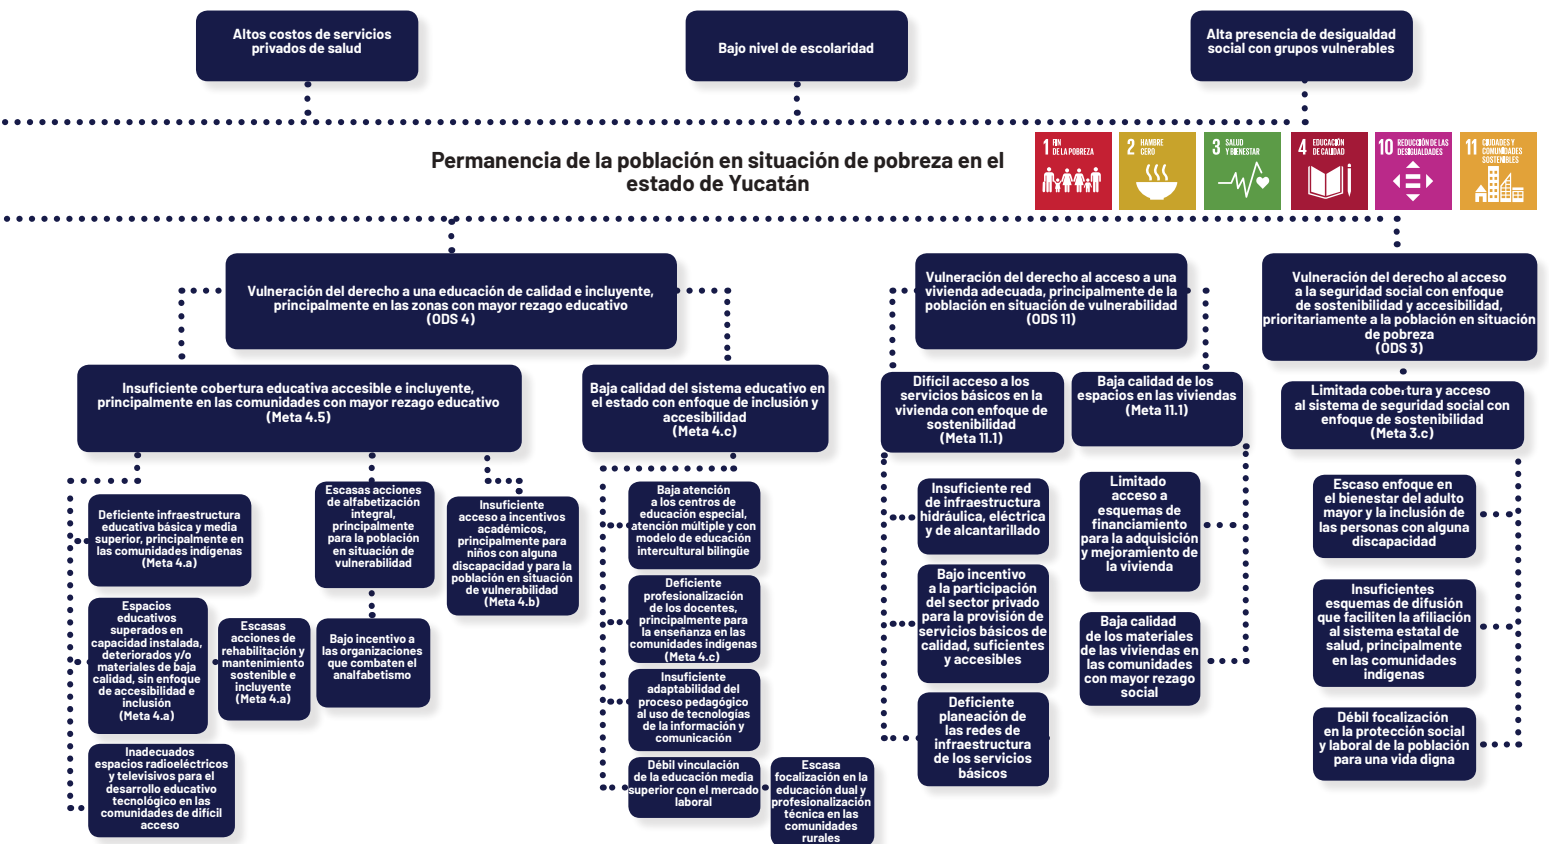 Altos costos de servicios
privados de salud
Bajo nivel de escolaridad
Alta presencia de desigualdad
social con grupos vulnerables
Permanencia de la población en situación de pobreza en el
estado de Yucatán
1 FIN
DE LA POBREZA
2 HAMBRE
CERO
3 SALUD
Y BIENESTAR
4 EDUCACIÓN
DE CALIDAD
10 REDUCCIÓN DE LAS
DESIGUALDADES
11 CIUDADES Y
COMUNIDADES
SOSTENIBLES
Vulneración del derecho a una educación de calidad e incluyente,
principalmente en las zonas con mayor rezago educativo
(ODS 4)
Vulneración del derecho al acceso a una
vivienda adecuada, principalmente de la
población en situación de vulnerabilidad
(ODS 11)
Vulneración del derecho al acceso
a la seguridad social con enfoque
de sostenibilidad y accesibilidad,
prioritariamente a la población en situación
de pobreza
(ODS 3)
Insuficiente cobertura educativa accesible e incluyente,
principalmente en las comunidades con mayor rezago educativo
(Meta 4.5)
Baja calidad del sistema educativo en
el estado con enfoque de inclusión y
accesibilidad
(Meta 4.c)
Difícil acceso a los
servicios básicos en la
vivienda con enfoque de
sostenibilidad
(Meta 11.1)
Baja calidad de los
espacios en las viviendas
(Meta 11.1)
Limitada cobertura y acceso
al sistema de seguridad social con
enfoque de sostenibilidad
(Meta 3.c)
Deficiente infraestructura
educativa básica y media
superior, principalmente en
las comunidades indígenas
(Meta 4.a)
Escasas acciones
de alfabetización
integral,
principalmente
para la población
en situación de
vulnerabilidad
Insuficiente
acceso a incentivos
académicos,
principalmente para
niños con alguna
discapacidad y para la
población en situación
de vulnerabilidad
(Meta 4.b)
Espacios
educativos
superados en
capacidad instalada,
deteriorados y/o
materiales de baja
calidad, sin enfoque
de accesibilidad e
inclusión
(Meta 4.a)
Escasas
acciones de
rehabilitación y
mantenimiento
sostenible e
incluyente
(Meta 4.a)
Bajo incentivo a
las organizaciones
que combaten el
analfabetismo
Inadecuados
espacios radioeléctricos
y televisivos para el
desarrollo educativo
tecnológico en las
comunidades de difícil
acceso
Baja atención
a los centros de
educación especial,
atención múltiple y con
modelo de educación
intercultural bilingüe
Deficiente
profesionalización
de los docentes,
principalmente para
la enseñanza en las
comunidades indígenas
(Meta 4.c)
Insuficiente
adaptabilidad del
proceso pedagógico
al uso de tecnologías
de la información y
comunicación
Débil vinculación
de la educación media
superior con el mercado
laboral
Escasa
focalización en la
educación dual y
profesionalización
técnica en las
comunidades
rurales
Insuficiente red
de infraestructura
hidráulica, eléctrica
y de alcantarillado
Bajo incentivo
a la participación
del sector privado
para la provisión de
servicios básicos de
calidad, suficientes
y accesibles
Deficiente
planeación de
las redes de
infraestructura
de los servicios
básicos
Limitado
acceso a
esquemas de
financiamiento
para la adquisición
y mejoramiento de
la vivienda
Baja calidad
de los materiales
de las viviendas en
las comunidades
con mayor rezago
social
Escaso enfoque en
el bienestar del adulto
mayor y la inclusión de
las personas con alguna
discapacidad
Insuficientes
esquemas de difusión
que faciliten la afiliación
al sistema estatal de
salud, principalmente
en las comunidades
indígenas
Débil focalización
en la protección social
y laboral de la población
para una vida digna